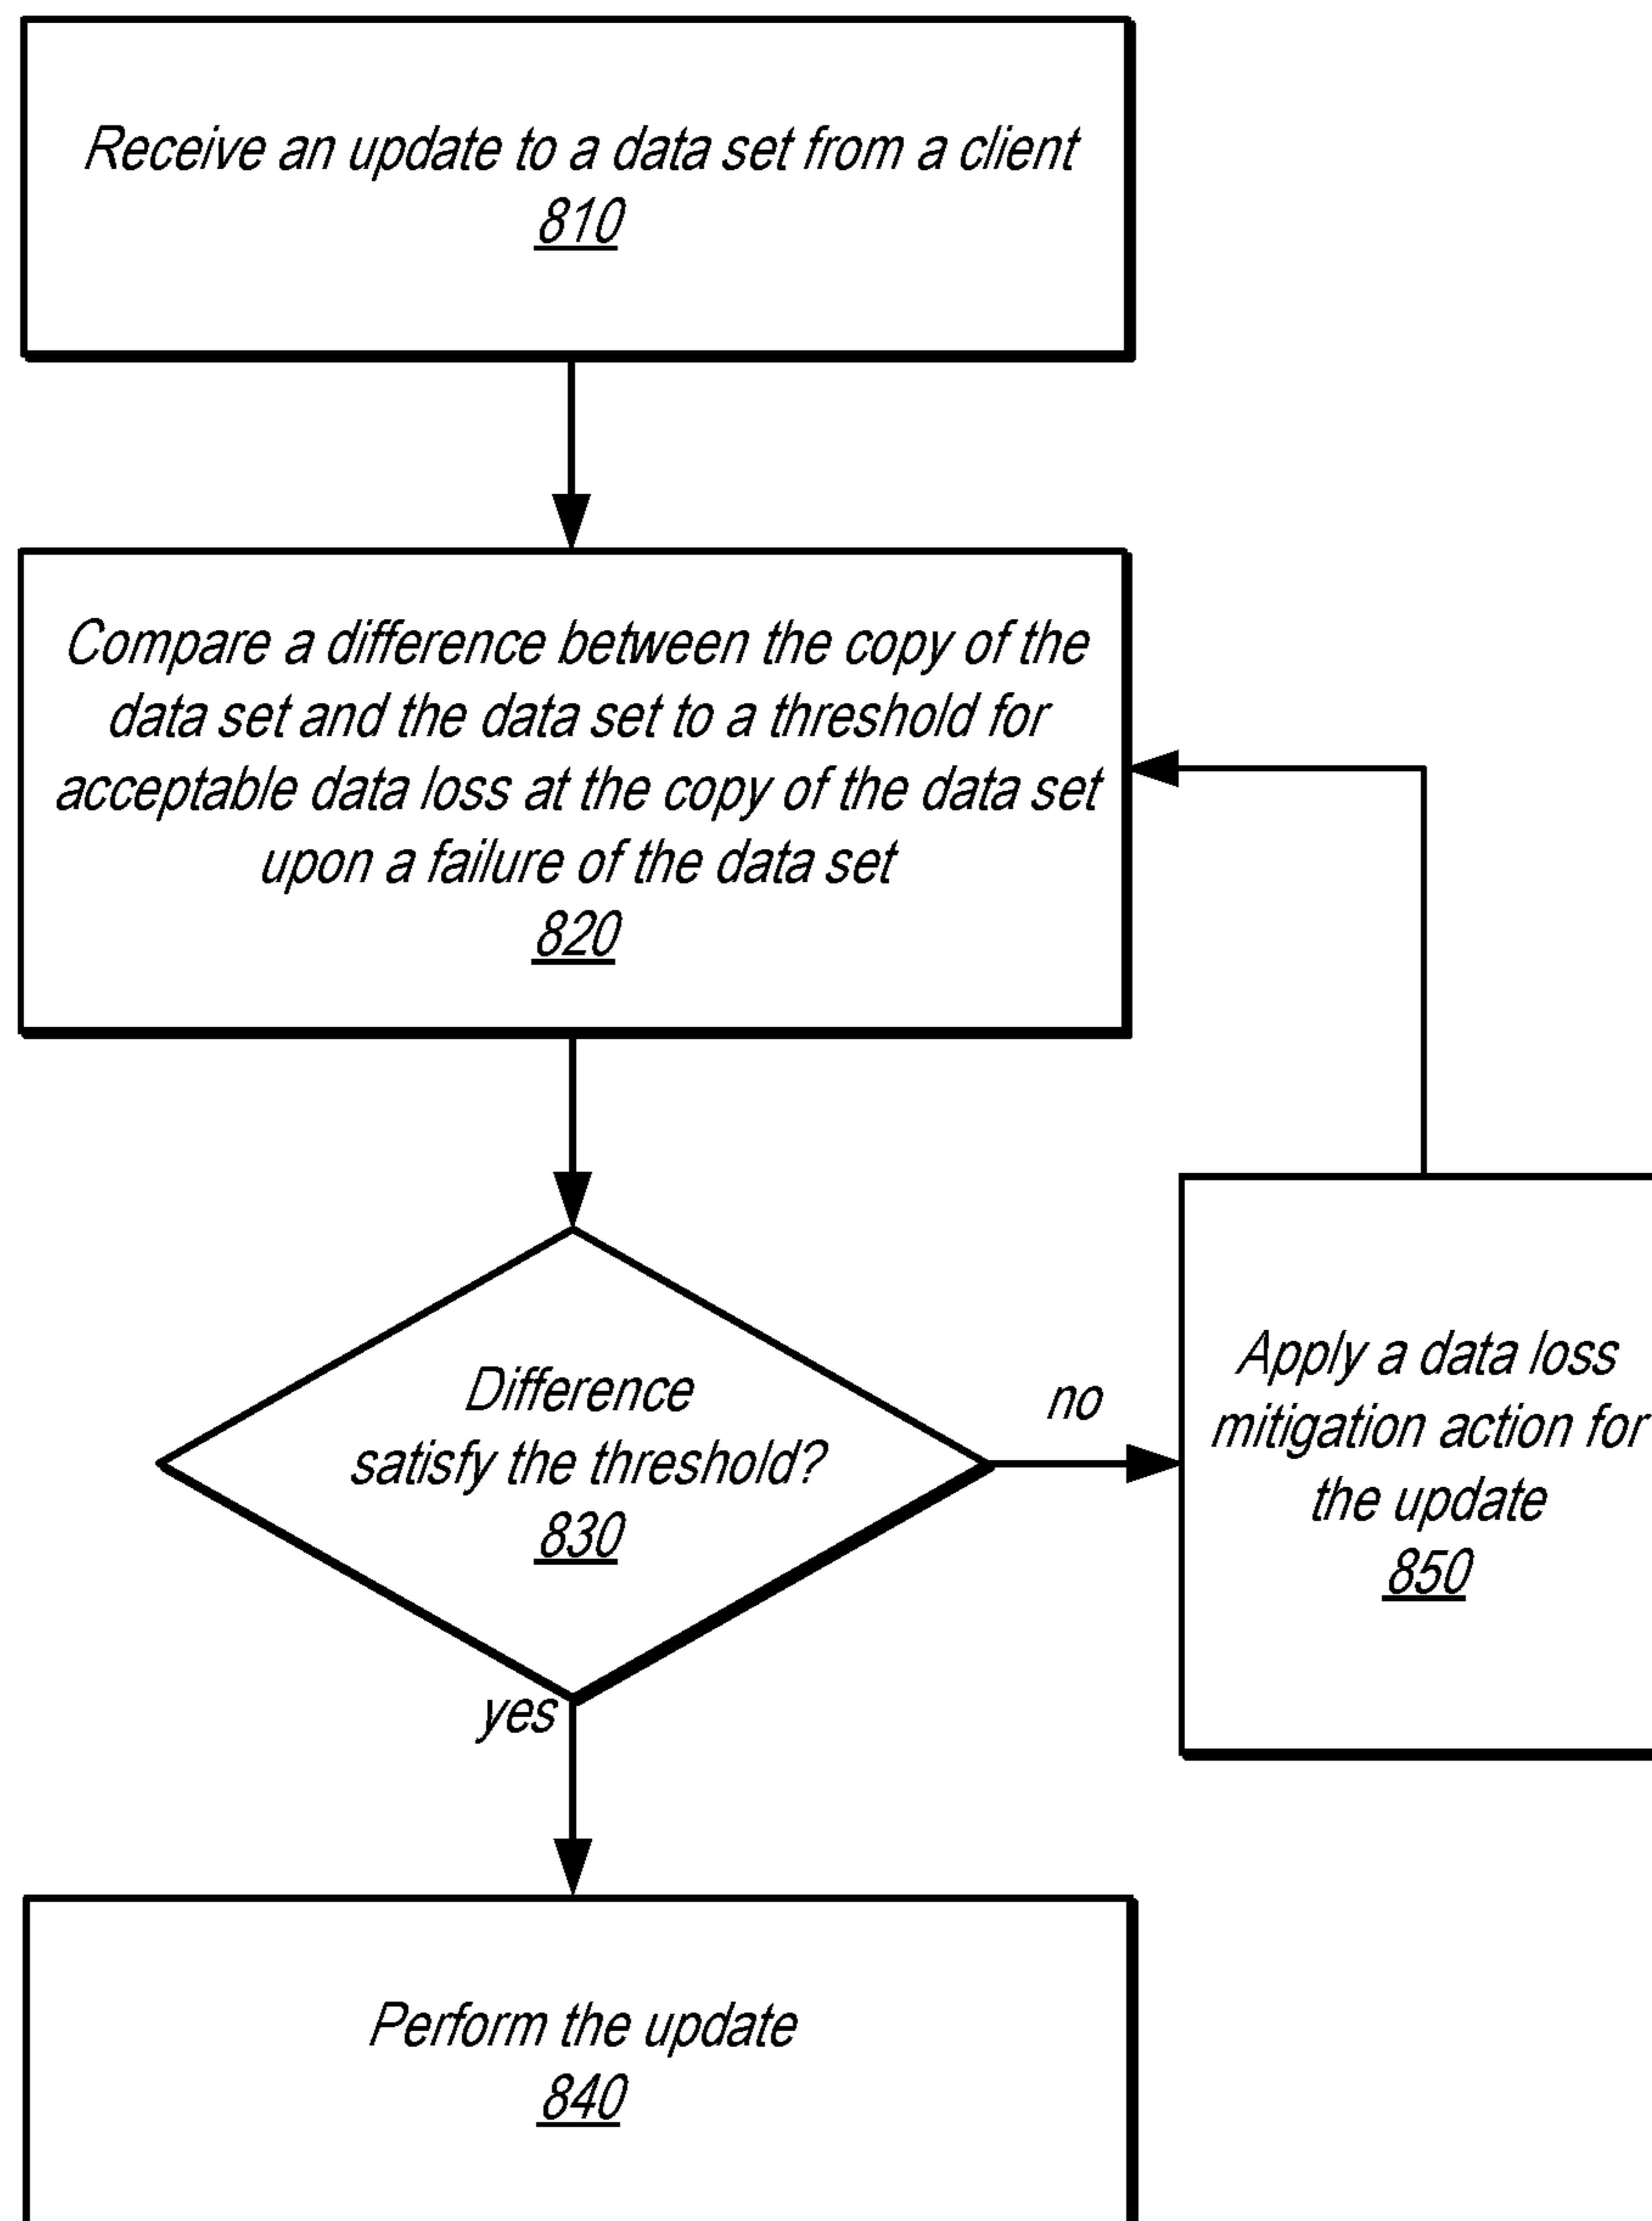 Receive an update to a data set from a client
810
Compare a difference between the copy of the
data set and the data set to a threshold for
acceptable data loss at the copy of the data set
upon a failure of the data set
820
Difference
satisfy the threshold?
830
no
Apply a data loss
mitigation action for
the update
850
yes
Perform the update
840